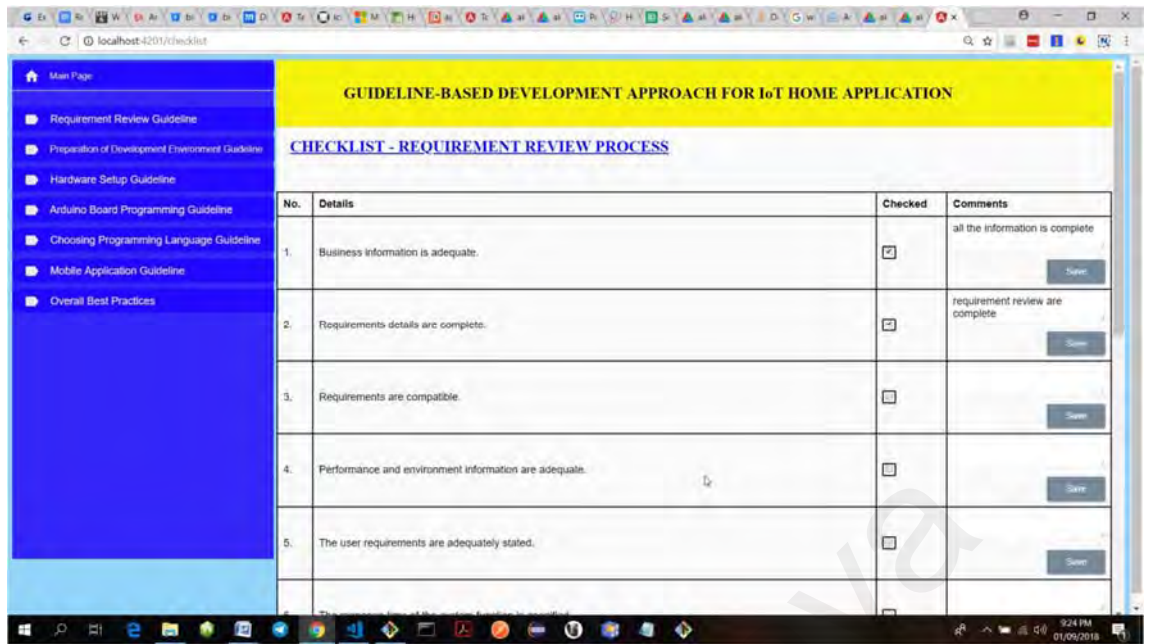 localhost:4201/checklist
Main Page
Requirement Review Guideline
Preparation of Development Environment Guideline
Hardware Setup Guideline
Arduino Board Programming Guideline
Choosing Programming Language Guideline
Mobile Application Guideline
Overall Best Practices
GUIDELINE-BASED DEVELOPMENT APPROACH FOR IoT HOME APPLICATION
CHECKLIST - REQUIREMENT REVIEW PROCESS
No. Details Checked Comments
1. Business information is adequate. all the information is complete
Save
2. Requirements details are complete. requirement review are
complete
Save
3. Requirements are compatible.
Save
4. Performance and environment information are adequate.
Save
5. The user requirements are adequately stated.
Save
9:24 PM
01/09/2018